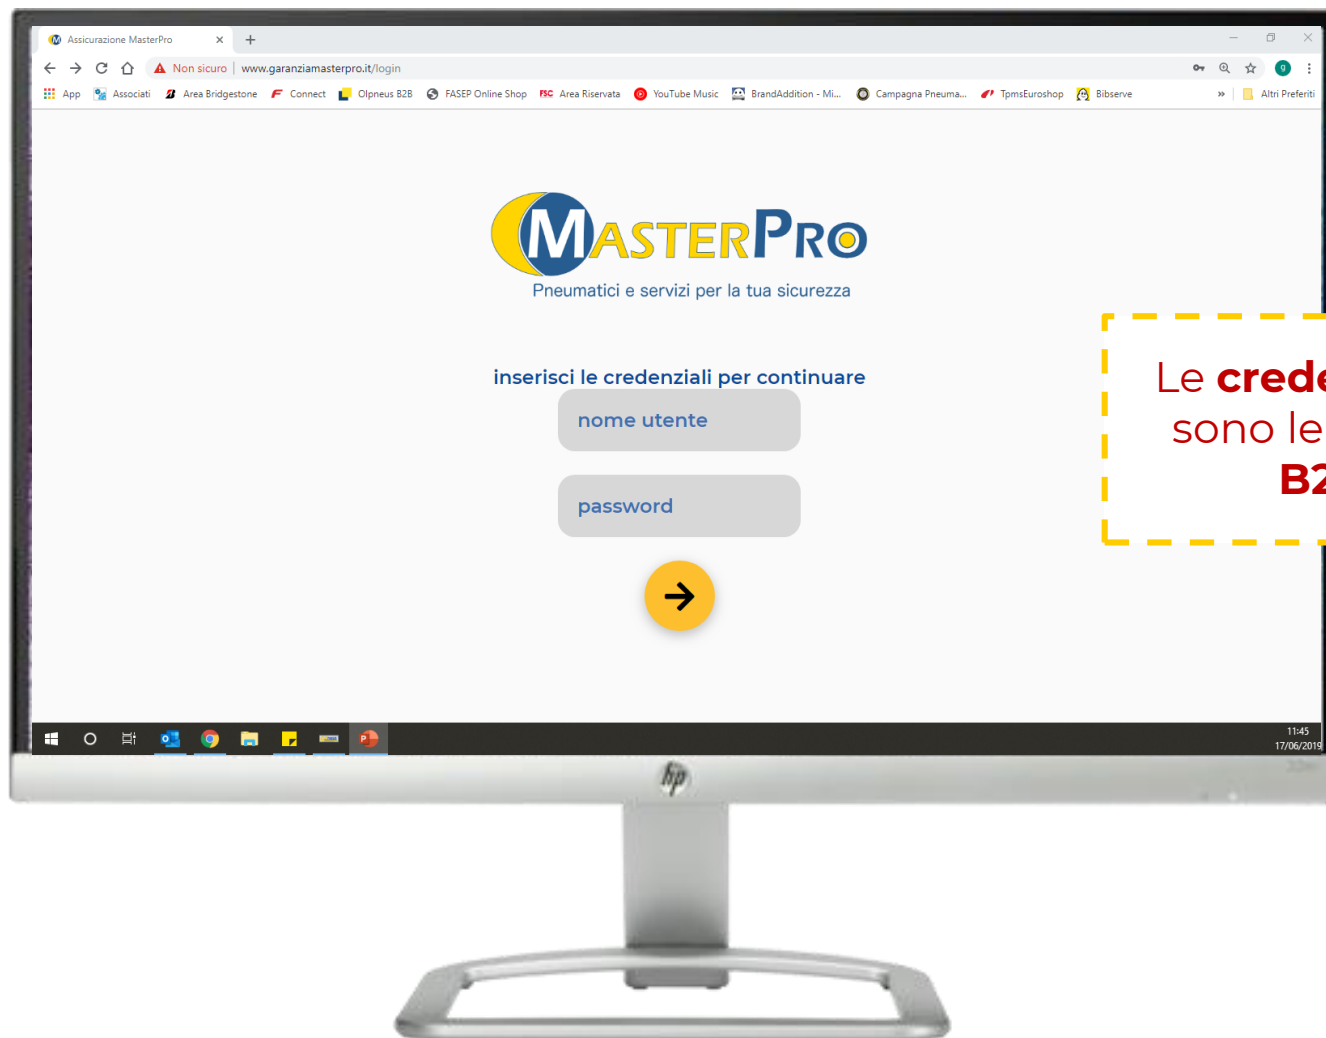 Assicurazione MasterPro
Non sicuro | www.garanziamasterpro.it/login
App Associati Area Bridgestone Connect Olpneus B2B FASEP Online Shop FSC Area Riservata YouTube Music BrandAddition - Mi... Campagna Pneuma... TpmsEuroshop Bibserve » Altri Preferiti
MASTERPRO
Pneumatici e servizi per la tua sicurezza
inserisci le credenziali per continuare
nome utente
password
Le
sono le
11:45
17/06/2019
hp